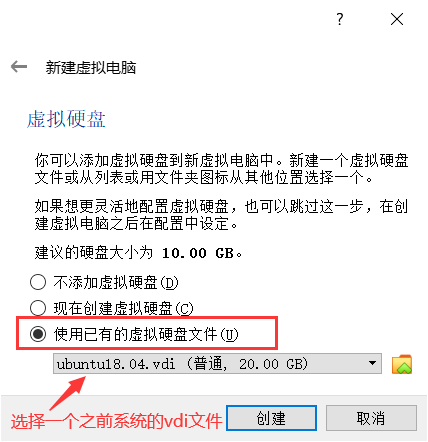 ?
新建虚拟电脑
虚拟硬盘
你可以添加虚拟硬盘到新虚拟电脑中。新建一个虚拟硬盘
文件或从列表或用文件夹图标从其他位置选择一个。
如果想更灵活地配置虚拟硬盘，也可以跳过这一步，在创
建虚拟电脑之后在配置中设定。
建议的硬盘大小为 10.00 GB。
不添加虚拟硬盘(D)
现在创建虚拟硬盘(C)
使用已有的虚拟硬盘文件(U)
ubuntu18.04.vdi (普通, 20.00 GB)
选择一个之前系统的vdi文件
创建
取消